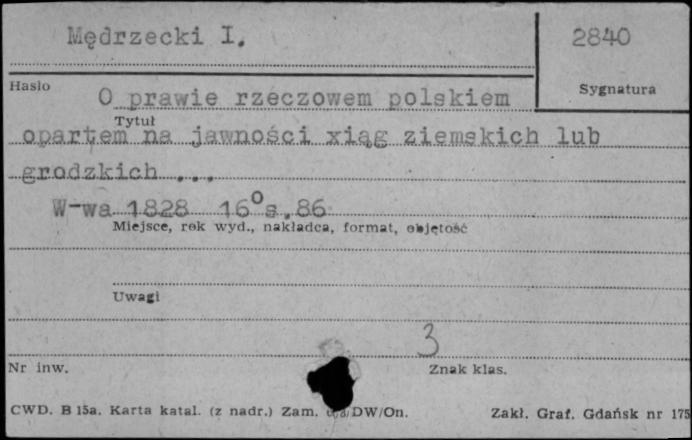 Mędrzecki I.
2840
Hasło
Sygnatura
O prawie rzeczowem polskiem
Tytuł
opartem na jawności xiąg ziemskich lub
grodzkich ...
W-wa 1828 16⁰s.86
Miejsce, rok wyd., nakładca, format, objętość
Uwagi
3
Nr inw.
Znak klas.
CWD. B 15a. Karta katal. (z nadr.) Zam. /DW/On.
Zakł. Graf. Gdańsk nr 175